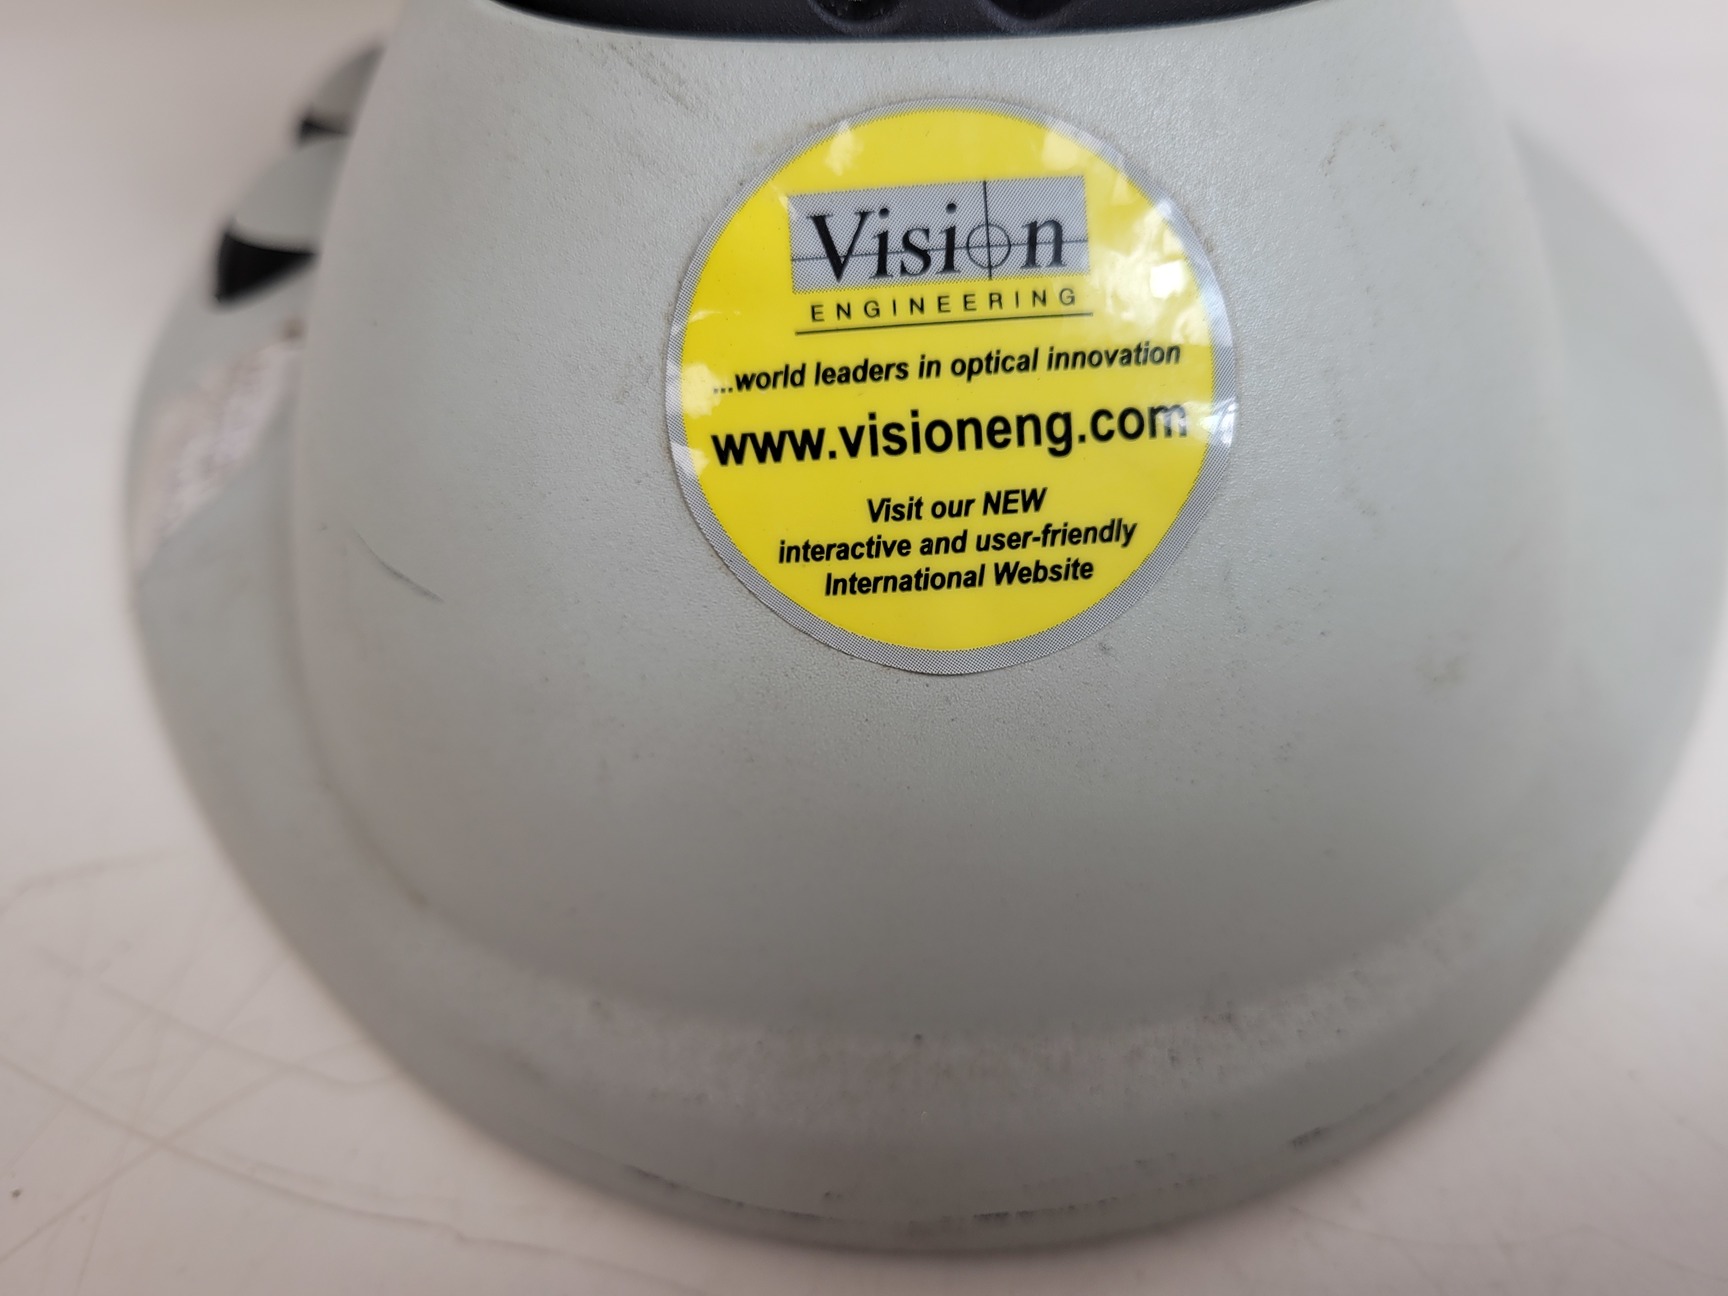 Vision
ENGINEERING
...world leaders in optical innovation
www.visioneng.com
Visit our NEW
interactive and user-friendly
International Website